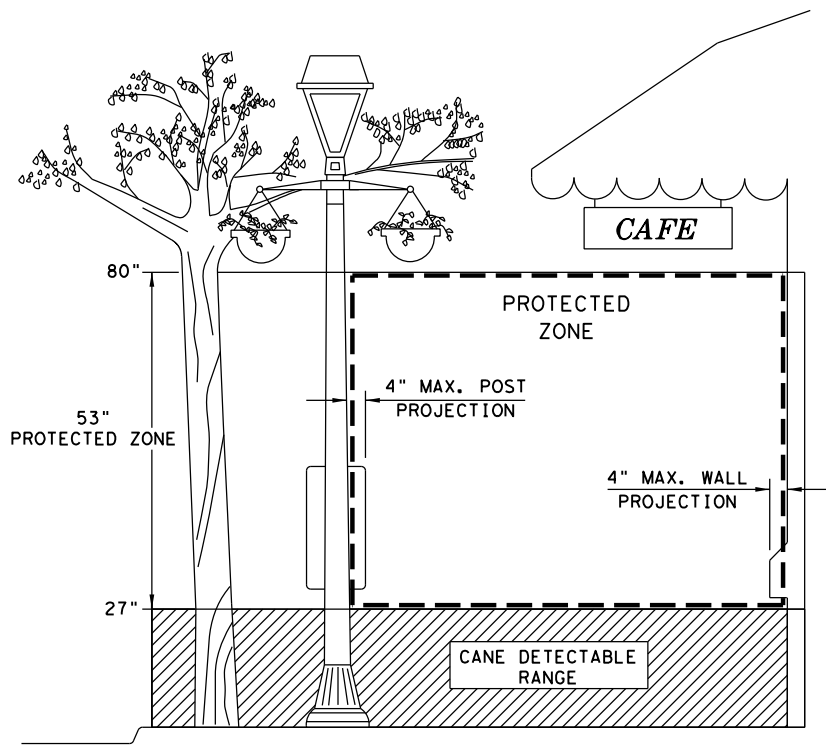 CAFE
80"
PROTECTED
ZONE
4" MAX. POST
PROJECTION
53"
PROTECTED ZONE
4" MAX. WALL
PROJECTION
27"
CANE DETECTABLE
RANGE